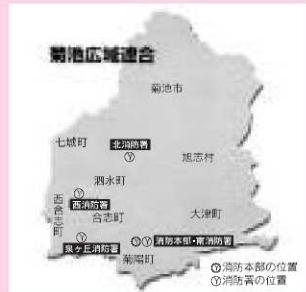 菊池広域連合
菊池市
七城町
北消防署
旭志村
泗水町
西消防署
西合志町
合志町
大津町
泉ヶ丘消防署
消防本部・南消防署
菊陽町
消防本部の位置
消防署の位置